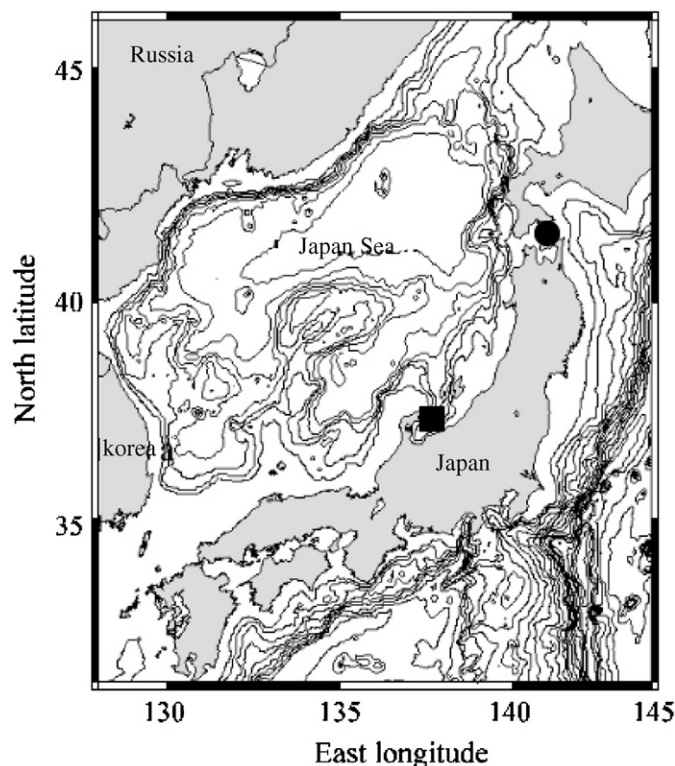 Russia
45
Japan Sea
40
North latitude
korea
Japan
35
130
135
140
145
East longitude